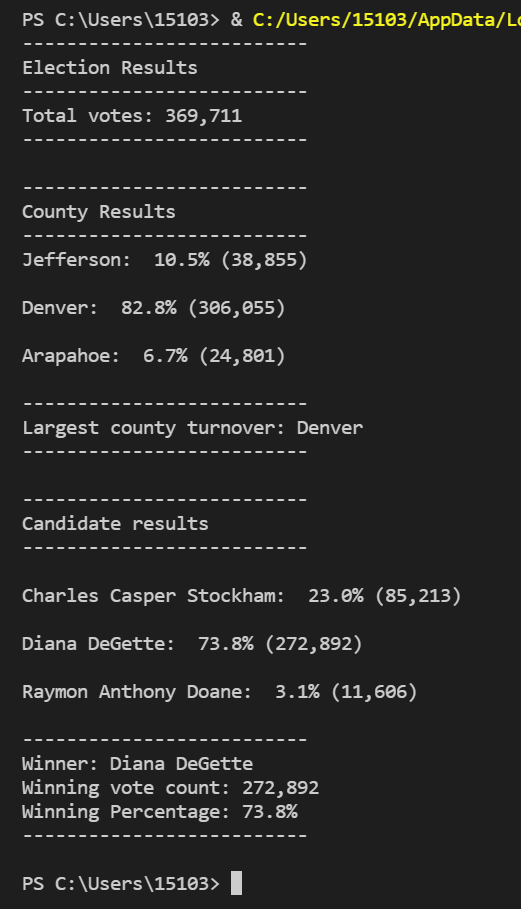 PS C:\Users\15103> & C:/Users/15103/AppData/Lo
--------------------------
Election Results
--------------------------
Total votes: 369,711
--------------------------
--------------------------
County Results
--------------------------
Jefferson:  10.5% (38,855)
Denver:  82.8% (306,055)
Arapahoe:  6.7% (24,801)
--------------------------
Largest county turnover: Denver
--------------------------
--------------------------
Candidate results
--------------------------
Charles Casper Stockham:  23.0% (85,213)
Diana DeGette:  73.8% (272,892)
Raymon Anthony Doane:  3.1% (11,606)
--------------------------
Winner: Diana DeGette
Winning vote count: 272,892
Winning Percentage: 73.8%
--------------------------
PS C:\Users\15103>